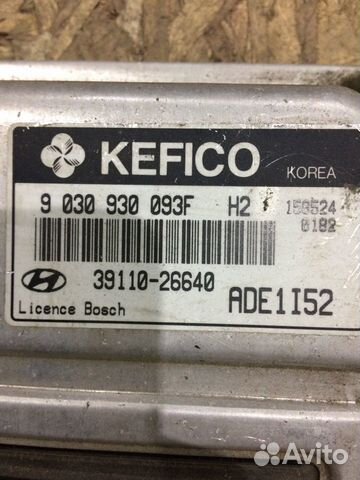 KEFICO KOREA
9 030 930 093F H2 150524
0182
39110-26640
Licence Bosch ADE1I52
Avito